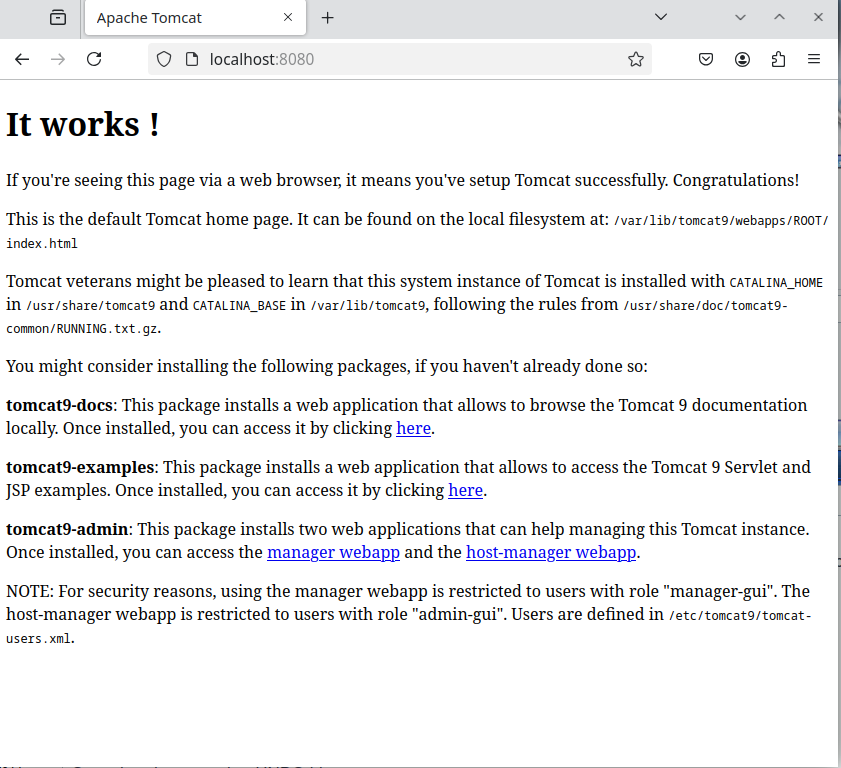 Apache Tomcat
localhost:8080
It works !
If you're seeing this page via a web browser, it means you've setup Tomcat successfully. Congratulations!
This is the default Tomcat home page. It can be found on the local filesystem at: /var/lib/tomcat9/webapps/ROOT/
index.html
Tomcat veterans might be pleased to learn that this system instance of Tomcat is installed with CATALINA_HOME
in /usr/share/tomcat9 and CATALINA_BASE in /var/lib/tomcat9, following the rules from /usr/share/doc/tomcat9-
common/RUNNING.txt.gz.
You might consider installing the following packages, if you haven't already done so:
tomcat9-docs: This package installs a web application that allows to browse the Tomcat 9 documentation
locally. Once installed, you can access it by clicking here.
tomcat9-examples: This package installs a web application that allows to access the Tomcat 9 Servlet and
JSP examples. Once installed, you can access it by clicking here.
tomcat9-admin: This package installs two web applications that can help managing this Tomcat instance.
Once installed, you can access the manager webapp and the host-manager webapp.
NOTE: For security reasons, using the manager webapp is restricted to users with role "manager-gui". The
host-manager webapp is restricted to users with role "admin-gui". Users are defined in /etc/tomcat9/tomcat-
users.xml.